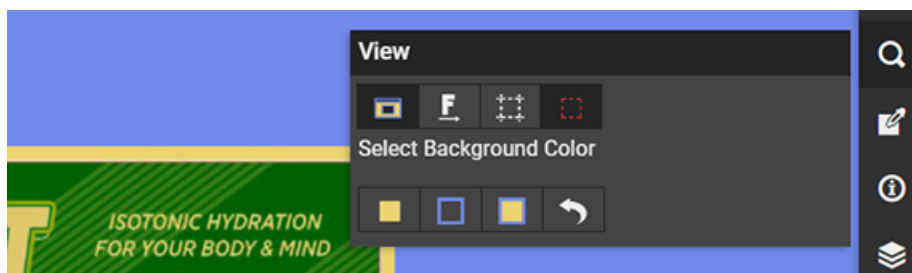 View
F
Select Background Color
T
ISOTONIC HYDRATION
FOR YOUR BODY & MIND